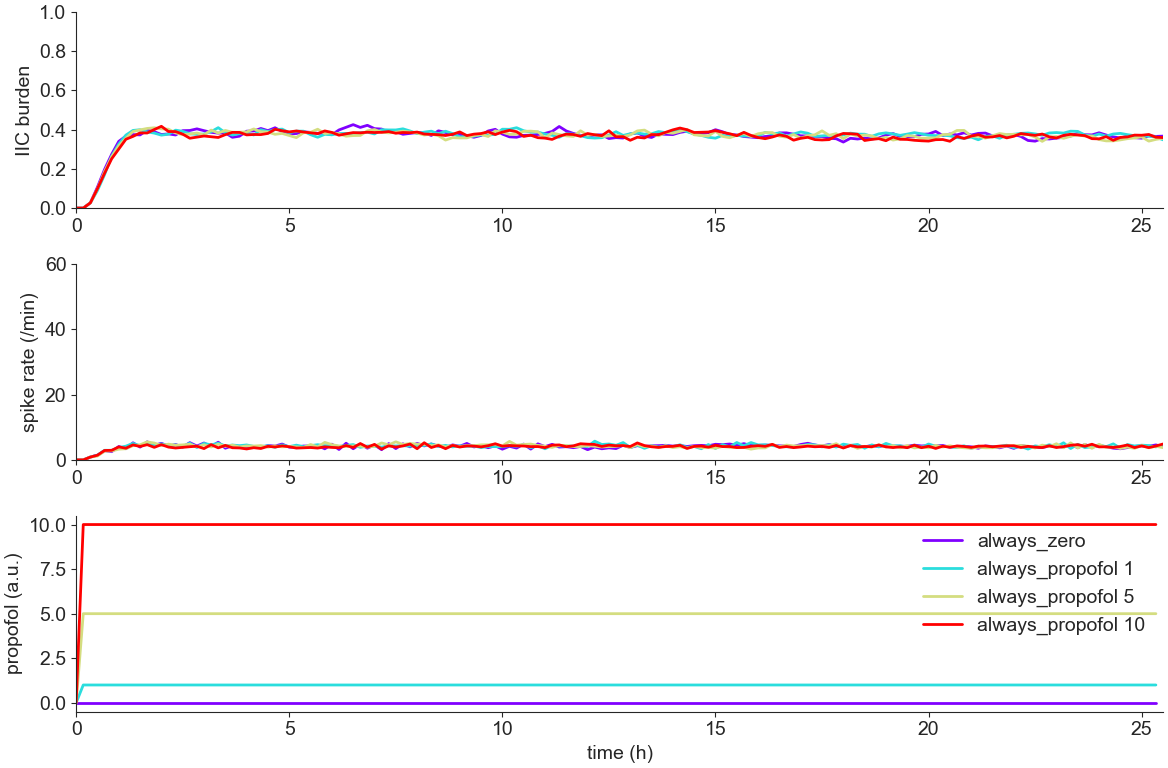 IIC burden
1.0
0.8
0.6
0.4
0.2
0.0
0 5 10 15 20 25
spike rate (/min)
60
40
20
0
0 5 10 15 20 25
propofol (a.u.)
10.0
7.5
5.0
2.5
0.0
always_zero
always_propofol 1
always_propofol 5
always_propofol 10
0 5 10 15 20 25
time (h)